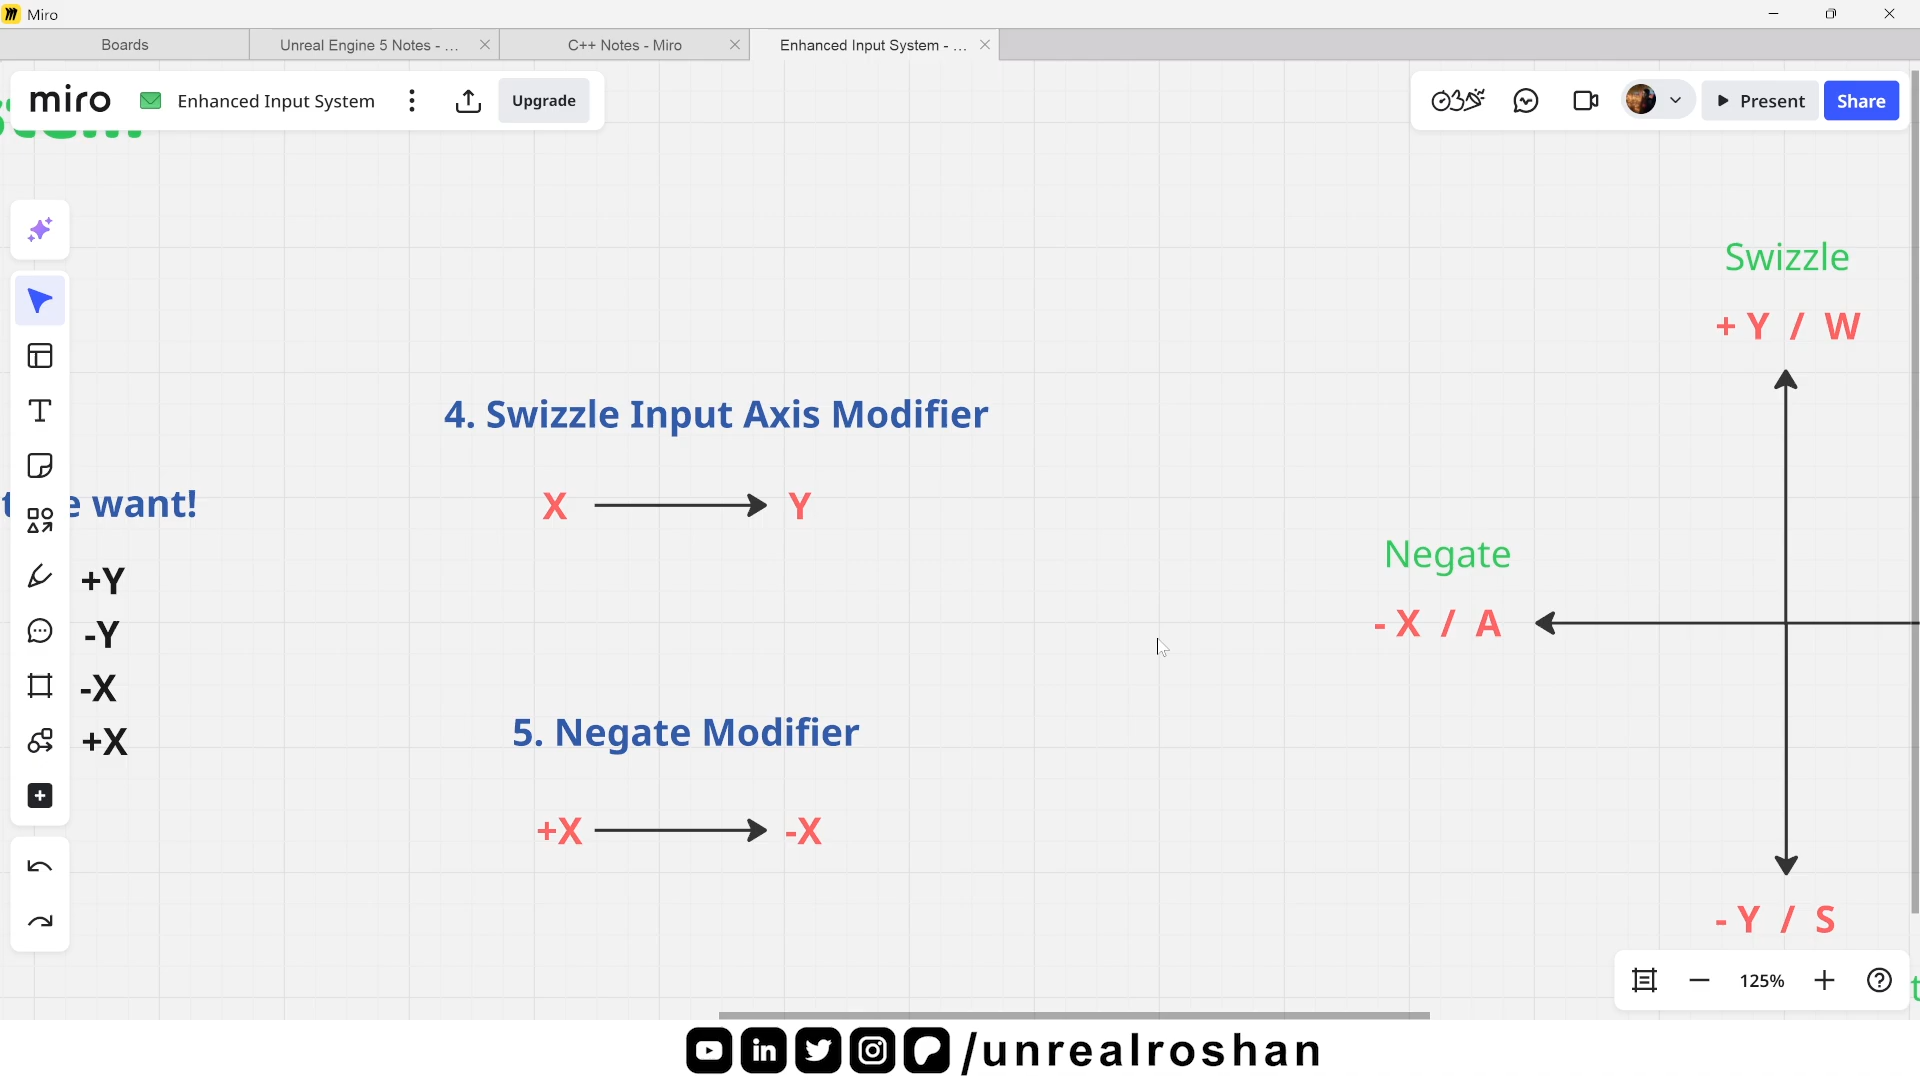 Miro
Boards
Unreal Engine 5 Notes - ...
C++ Notes - Miro
Enhanced Input System - ...
miro
Enhanced Input System
Upgrade
Present
Share
Swizzle
+ Y / W
4. Swizzle Input Axis Modifier
X
Y
e want!
Negate
- X / A
+Y
-Y
-X
+X
5. Negate Modifier
+X
-X
- Y / S
125%
/unrealroshan